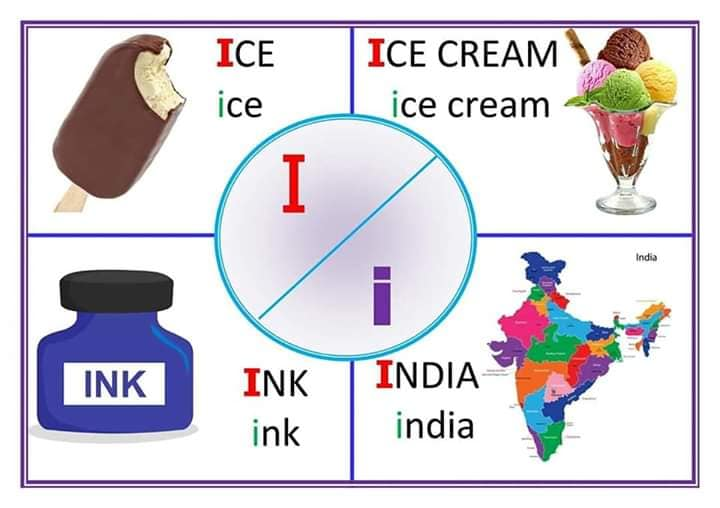 ICE
ice
ICE CREAM
ice cream
I
i
INK
INK
ink
INDIA
india
India